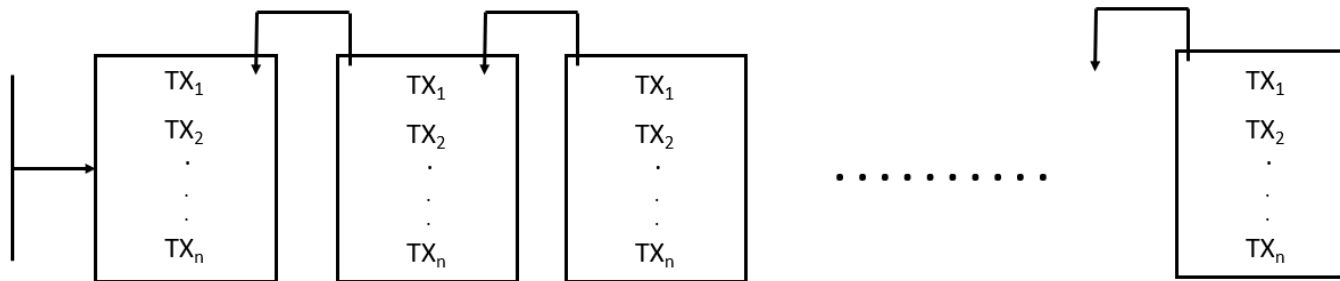 TX₁
TX₂
.
.
.
TXₙ
TX₁
TX₂
.
.
.
TXₙ
TX₁
TX₂
.
.
.
TXₙ
. . . . . . . . . .
TX₁
TX₂
.
.
.
TXₙ